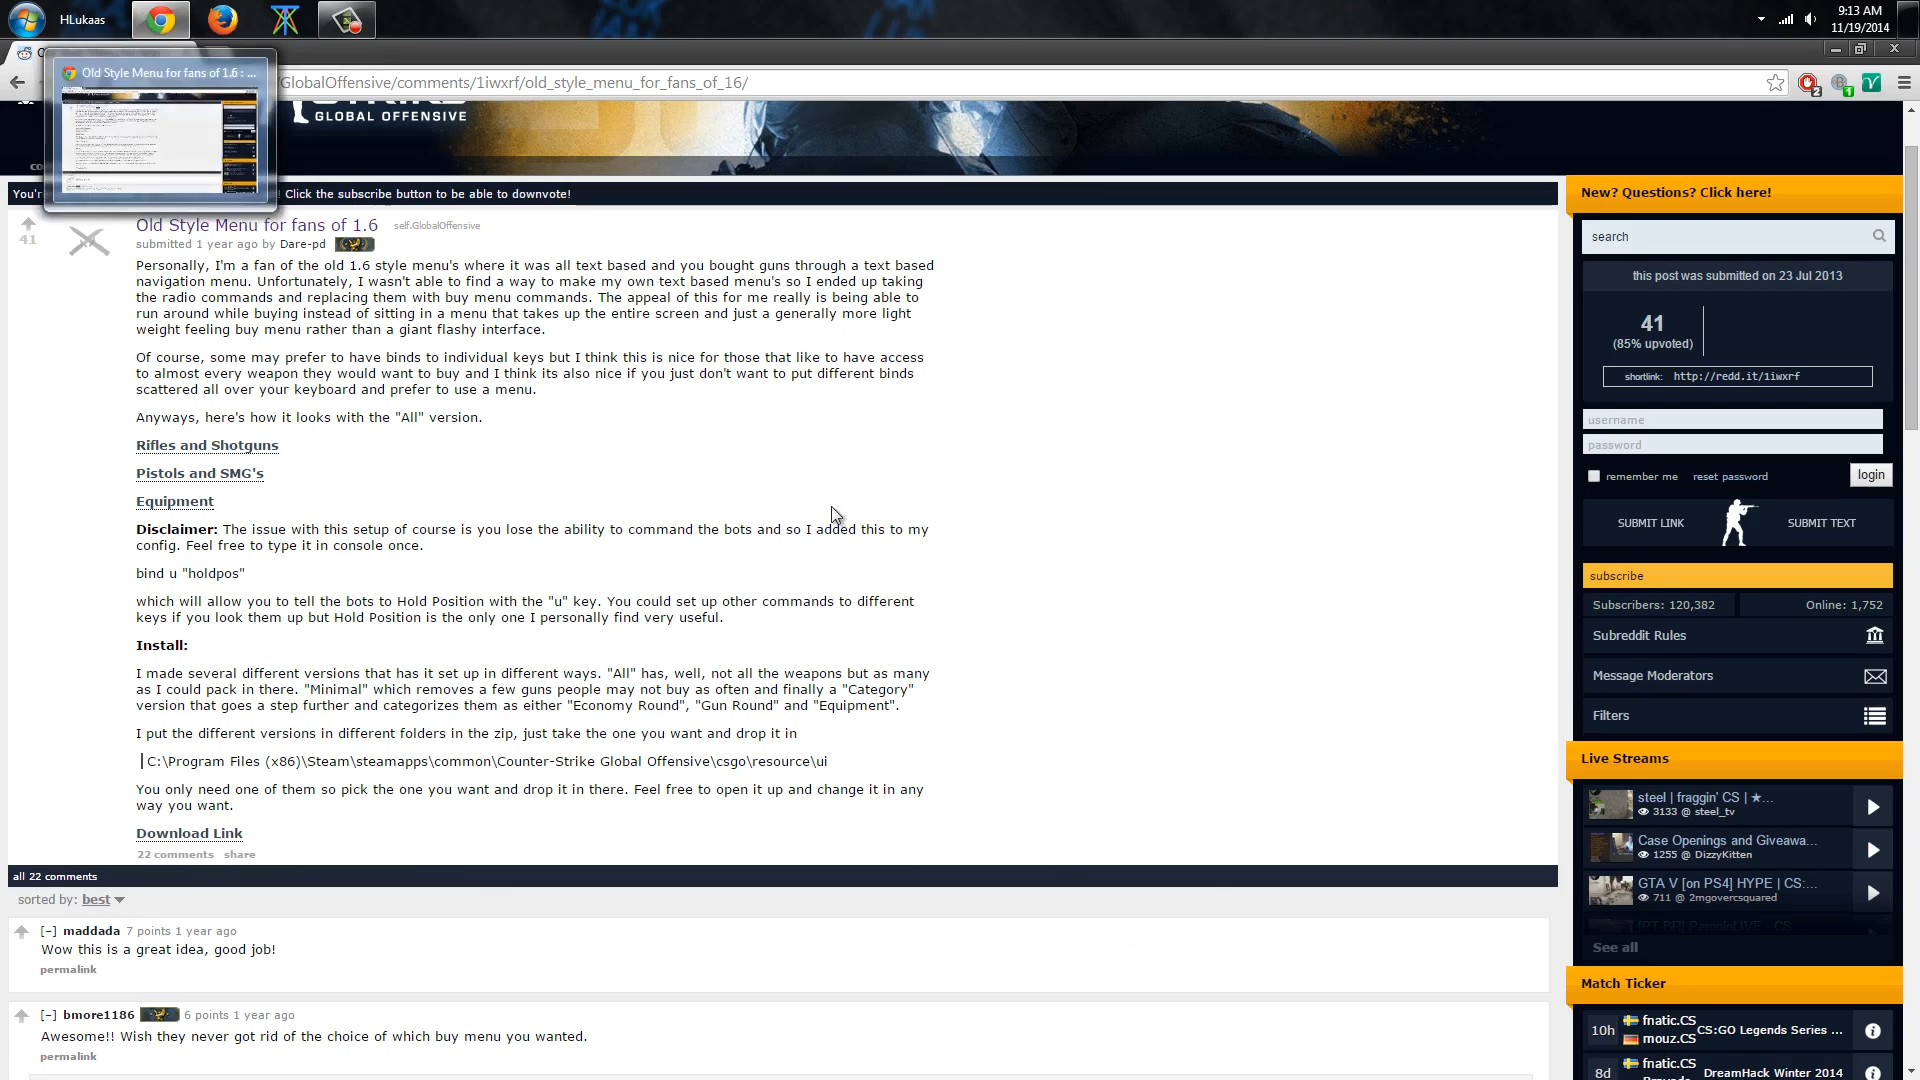 HLukaas
9:13 AM
11/19/2014
Old Style Menu for fans of 1.6 : ...
GlobalOffensive/comments/1iwxrf/old_style_menu_for_fans_of_16/
GLOBAL OFFENSIVE
You're
Click the subscribe button to be able to downvote!
41
Old Style Menu for fans of 1.6 self.GlobalOffensive
submitted 1 year ago by Dare-pd
Personally, I'm a fan of the old 1.6 style menu's where it was all text based and you bought guns through a text based
navigation menu. Unfortunately, I wasn't able to find a way to make my own text based menu's so I ended up taking
the radio commands and replacing them with buy menu commands. The appeal of this for me really is being able to
run around while buying instead of sitting in a menu that takes up the entire screen and just a generally more light
weight feeling buy menu rather than a giant flashy interface.
Of course, some may prefer to have binds to individual keys but I think this is nice for those that like to have access
to almost every weapon they would want to buy and I think its also nice if you just don't want to put different binds
scattered all over your keyboard and prefer to use a menu.
Anyways, here's how it looks with the "All" version.
Rifles and Shotguns
Pistols and SMG's
Equipment
Disclaimer: The issue with this setup of course is you lose the ability to command the bots and so I added this to my
config. Feel free to type it in console once.
bind u "holdpos"
which will allow you to tell the bots to Hold Position with the "u" key. You could set up other commands to different
keys if you look them up but Hold Position is the only one I personally find very useful.
Install:
I made several different versions that has it set up in different ways. "All" has, well, not all the weapons but as many
as I could pack in there. "Minimal" which removes a few guns people may not buy as often and finally a "Category"
version that goes a step further and categorizes them as either "Economy Round", "Gun Round" and "Equipment".
I put the different versions in different folders in the zip, just take the one you want and drop it in
C:\Program Files (x86)\Steam\steamapps\common\Counter-Strike Global Offensive\csgo\resource\ui
You only need one of them so pick the one you want and drop it in there. Feel free to open it up and change it in any
way you want.
Download Link
22 comments share
all 22 comments
sorted by: best
[–] maddada 7 points 1 year ago
Wow this is a great idea, good job!
permalink
[–] bmore1186 6 points 1 year ago
Awesome!! Wish they never got rid of the choice of which buy menu you wanted.
permalink
New? Questions? Click here!
search
this post was submitted on 23 Jul 2013
41
(85% upvoted)
shortlink: http://redd.it/1iwxrf
username
password
remember me reset password
login
SUBMIT LINK
SUBMIT TEXT
subscribe
Subscribers: 120,382
Online: 1,752
Subreddit Rules
Message Moderators
Filters
Live Streams
steel | fraggin' CS | ★...
3133 @ steel_tv
Case Openings and Giveawa...
1255 @ DizzyKitten
GTA V [on PS4] HYPE | CS:...
711 @ 2mgovercsquared
See all
Match Ticker
10h
fnatic.CS
mouz.CS
CS:GO Legends Series ...
8d
fnatic.CS
DreamHack Winter 2014